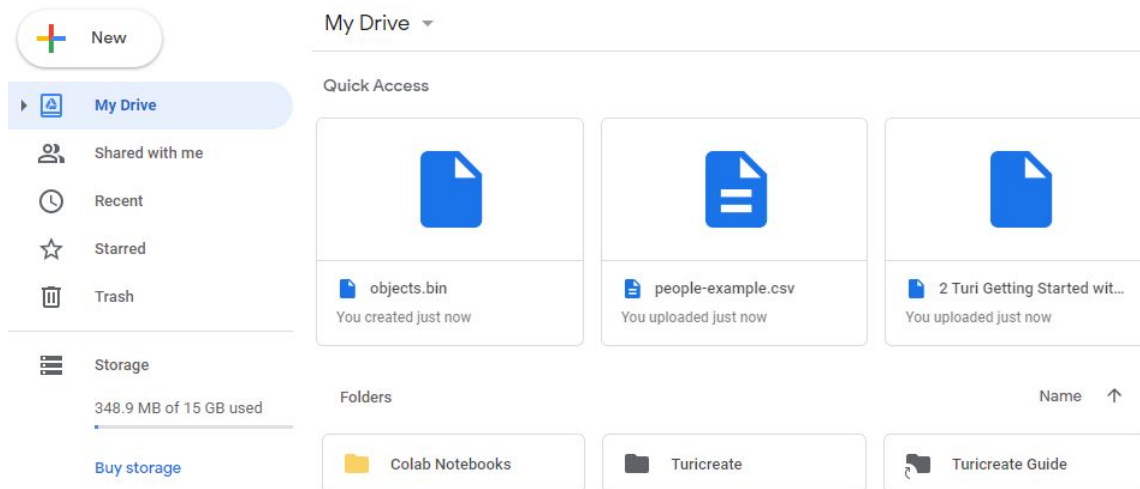 New
My Drive
Shared with me
Recent
Starred
Trash
Storage
348.9 MB of 15 GB used
Buy storage
My Drive
Quick Access
objects.bin
You created just now
people-example.csv
You uploaded just now
2 Turi Getting Started wit...
You uploaded just now
Folders
Name
Colab Notebooks
Turicreate
Turicreate Guide